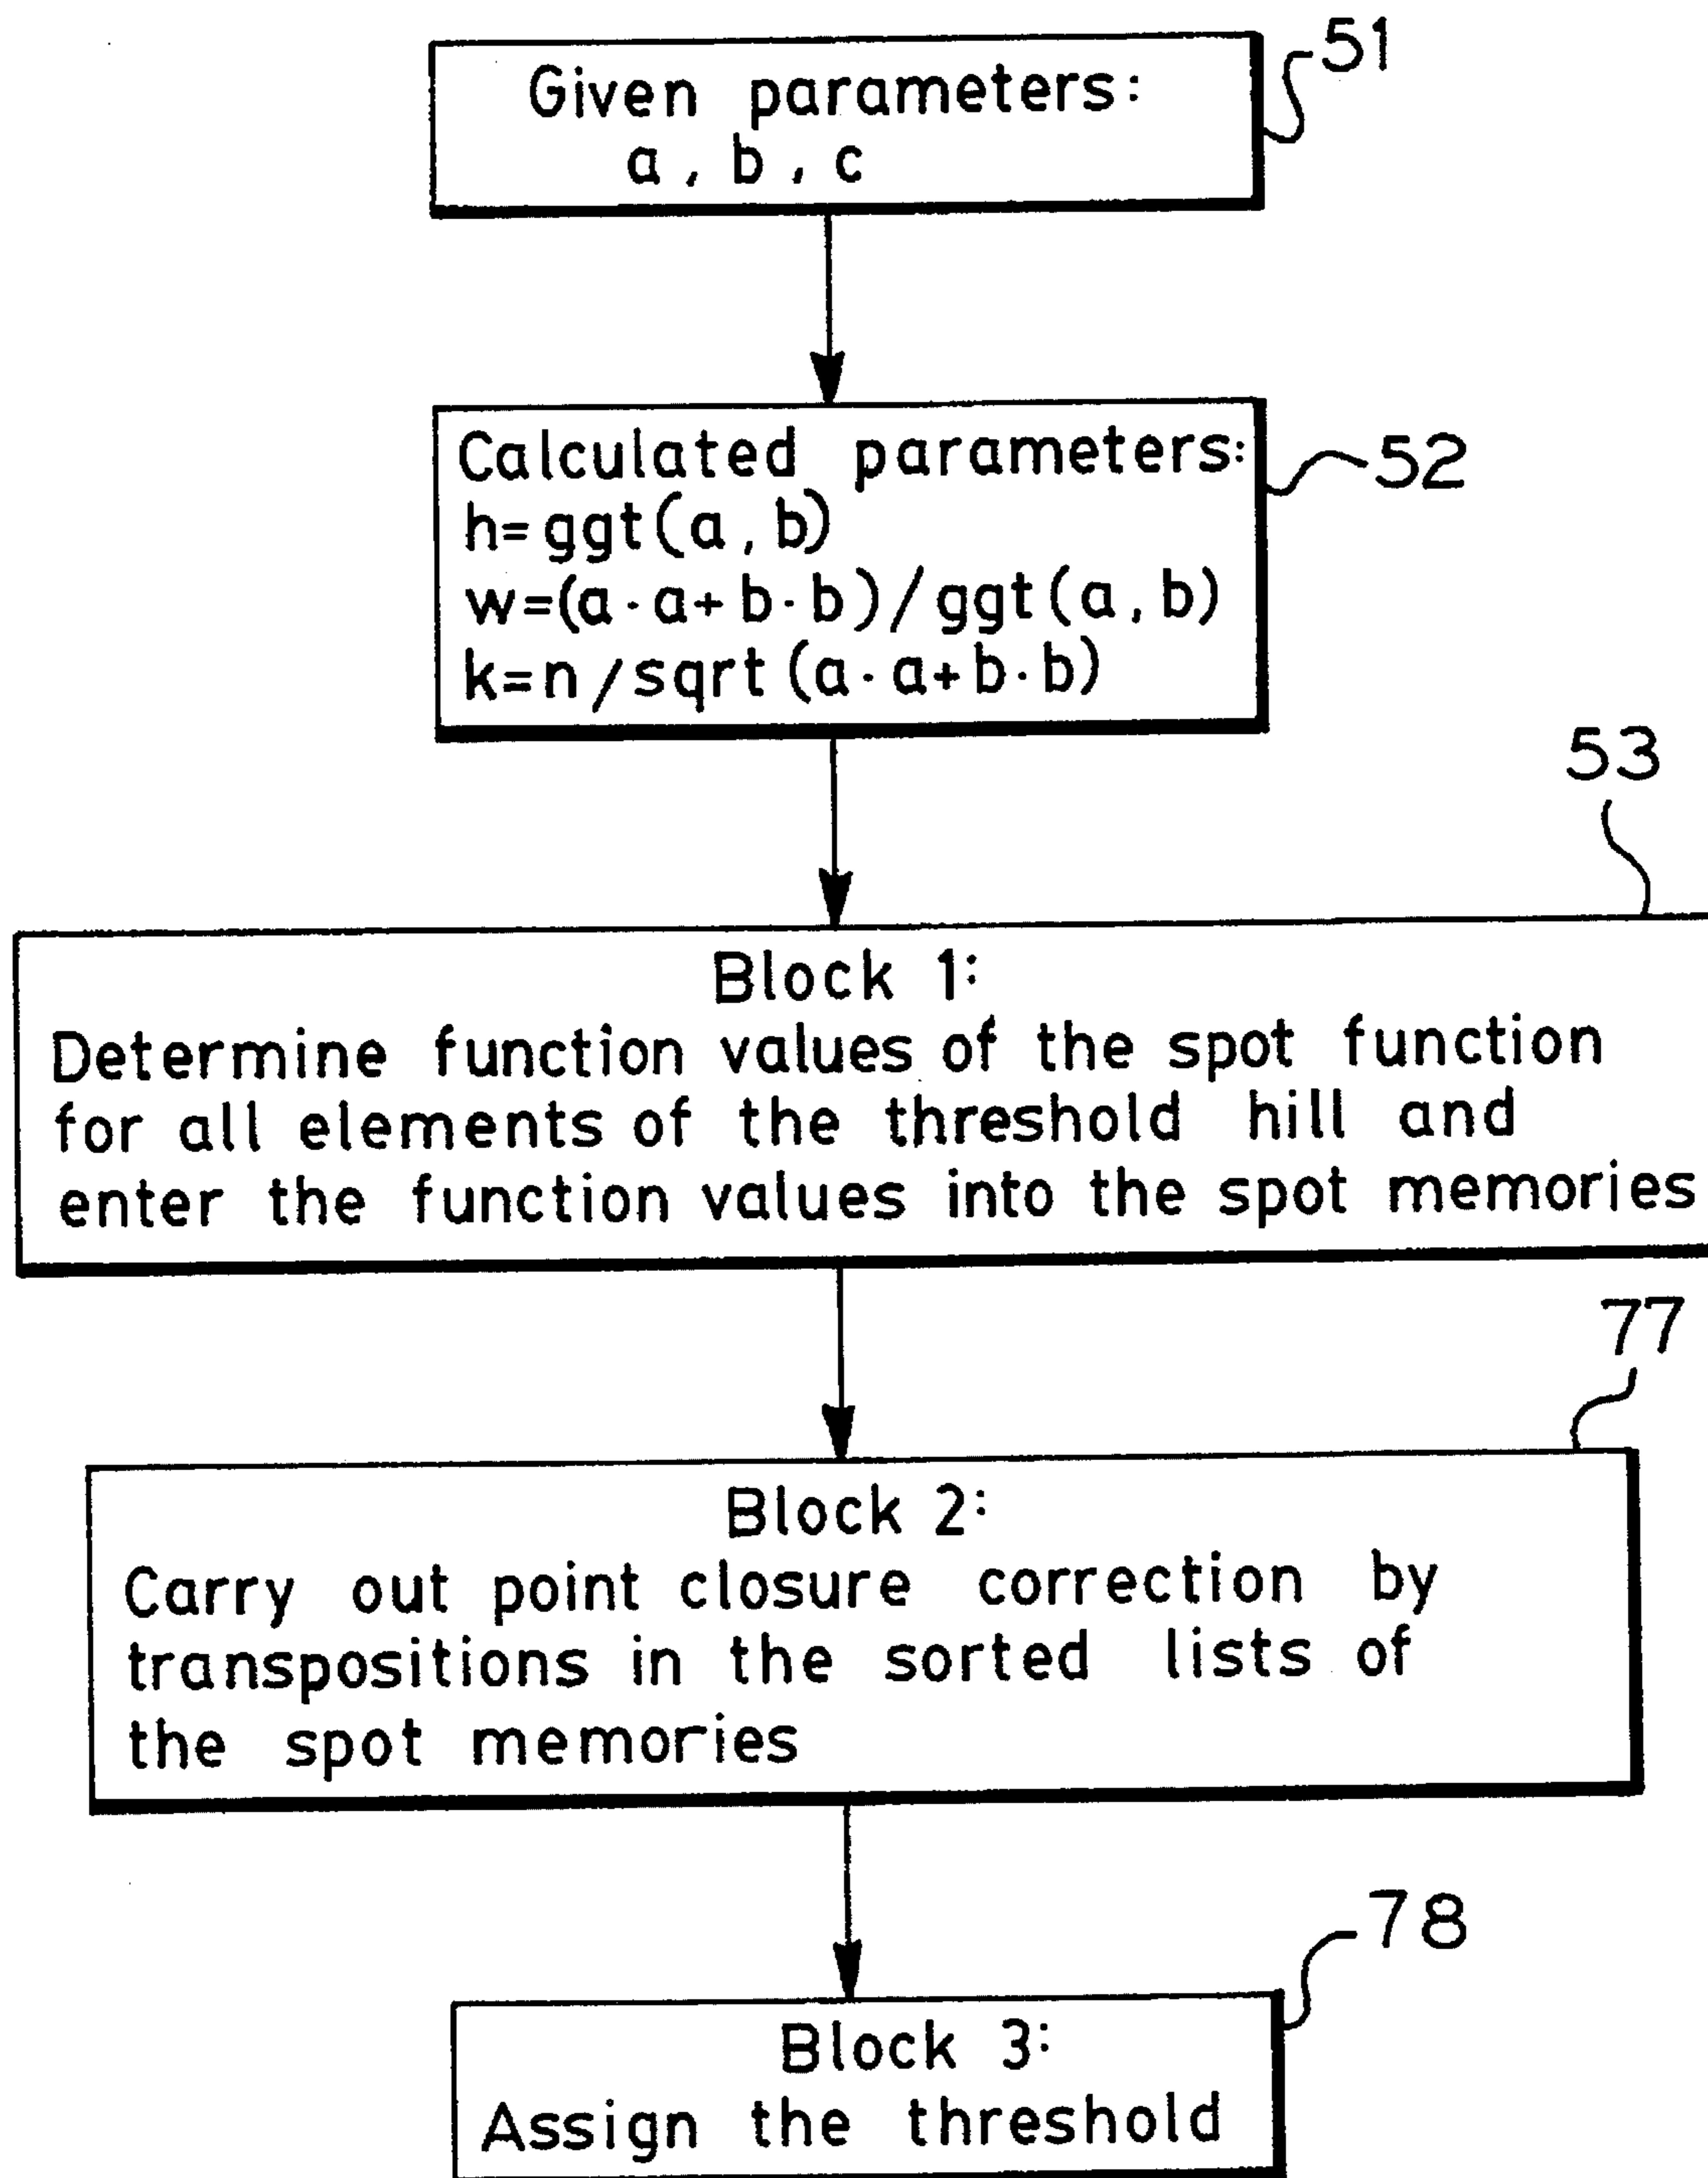 Given parameters:
a, b, c
51
Calculated parameters:
h=ggt(a,b)
w=(a·a+b·b)/ggt(a,b)
k=n/sqrt(a·a+b·b)
52
53
Block 1:
Determine function values of the spot function
for all elements of the threshold hill and
enter the function values into the spot memories
77
Block 2:
Carry out point closure correction by
transpositions in the sorted lists of
the spot memories
78
Block 3:
Assign the threshold